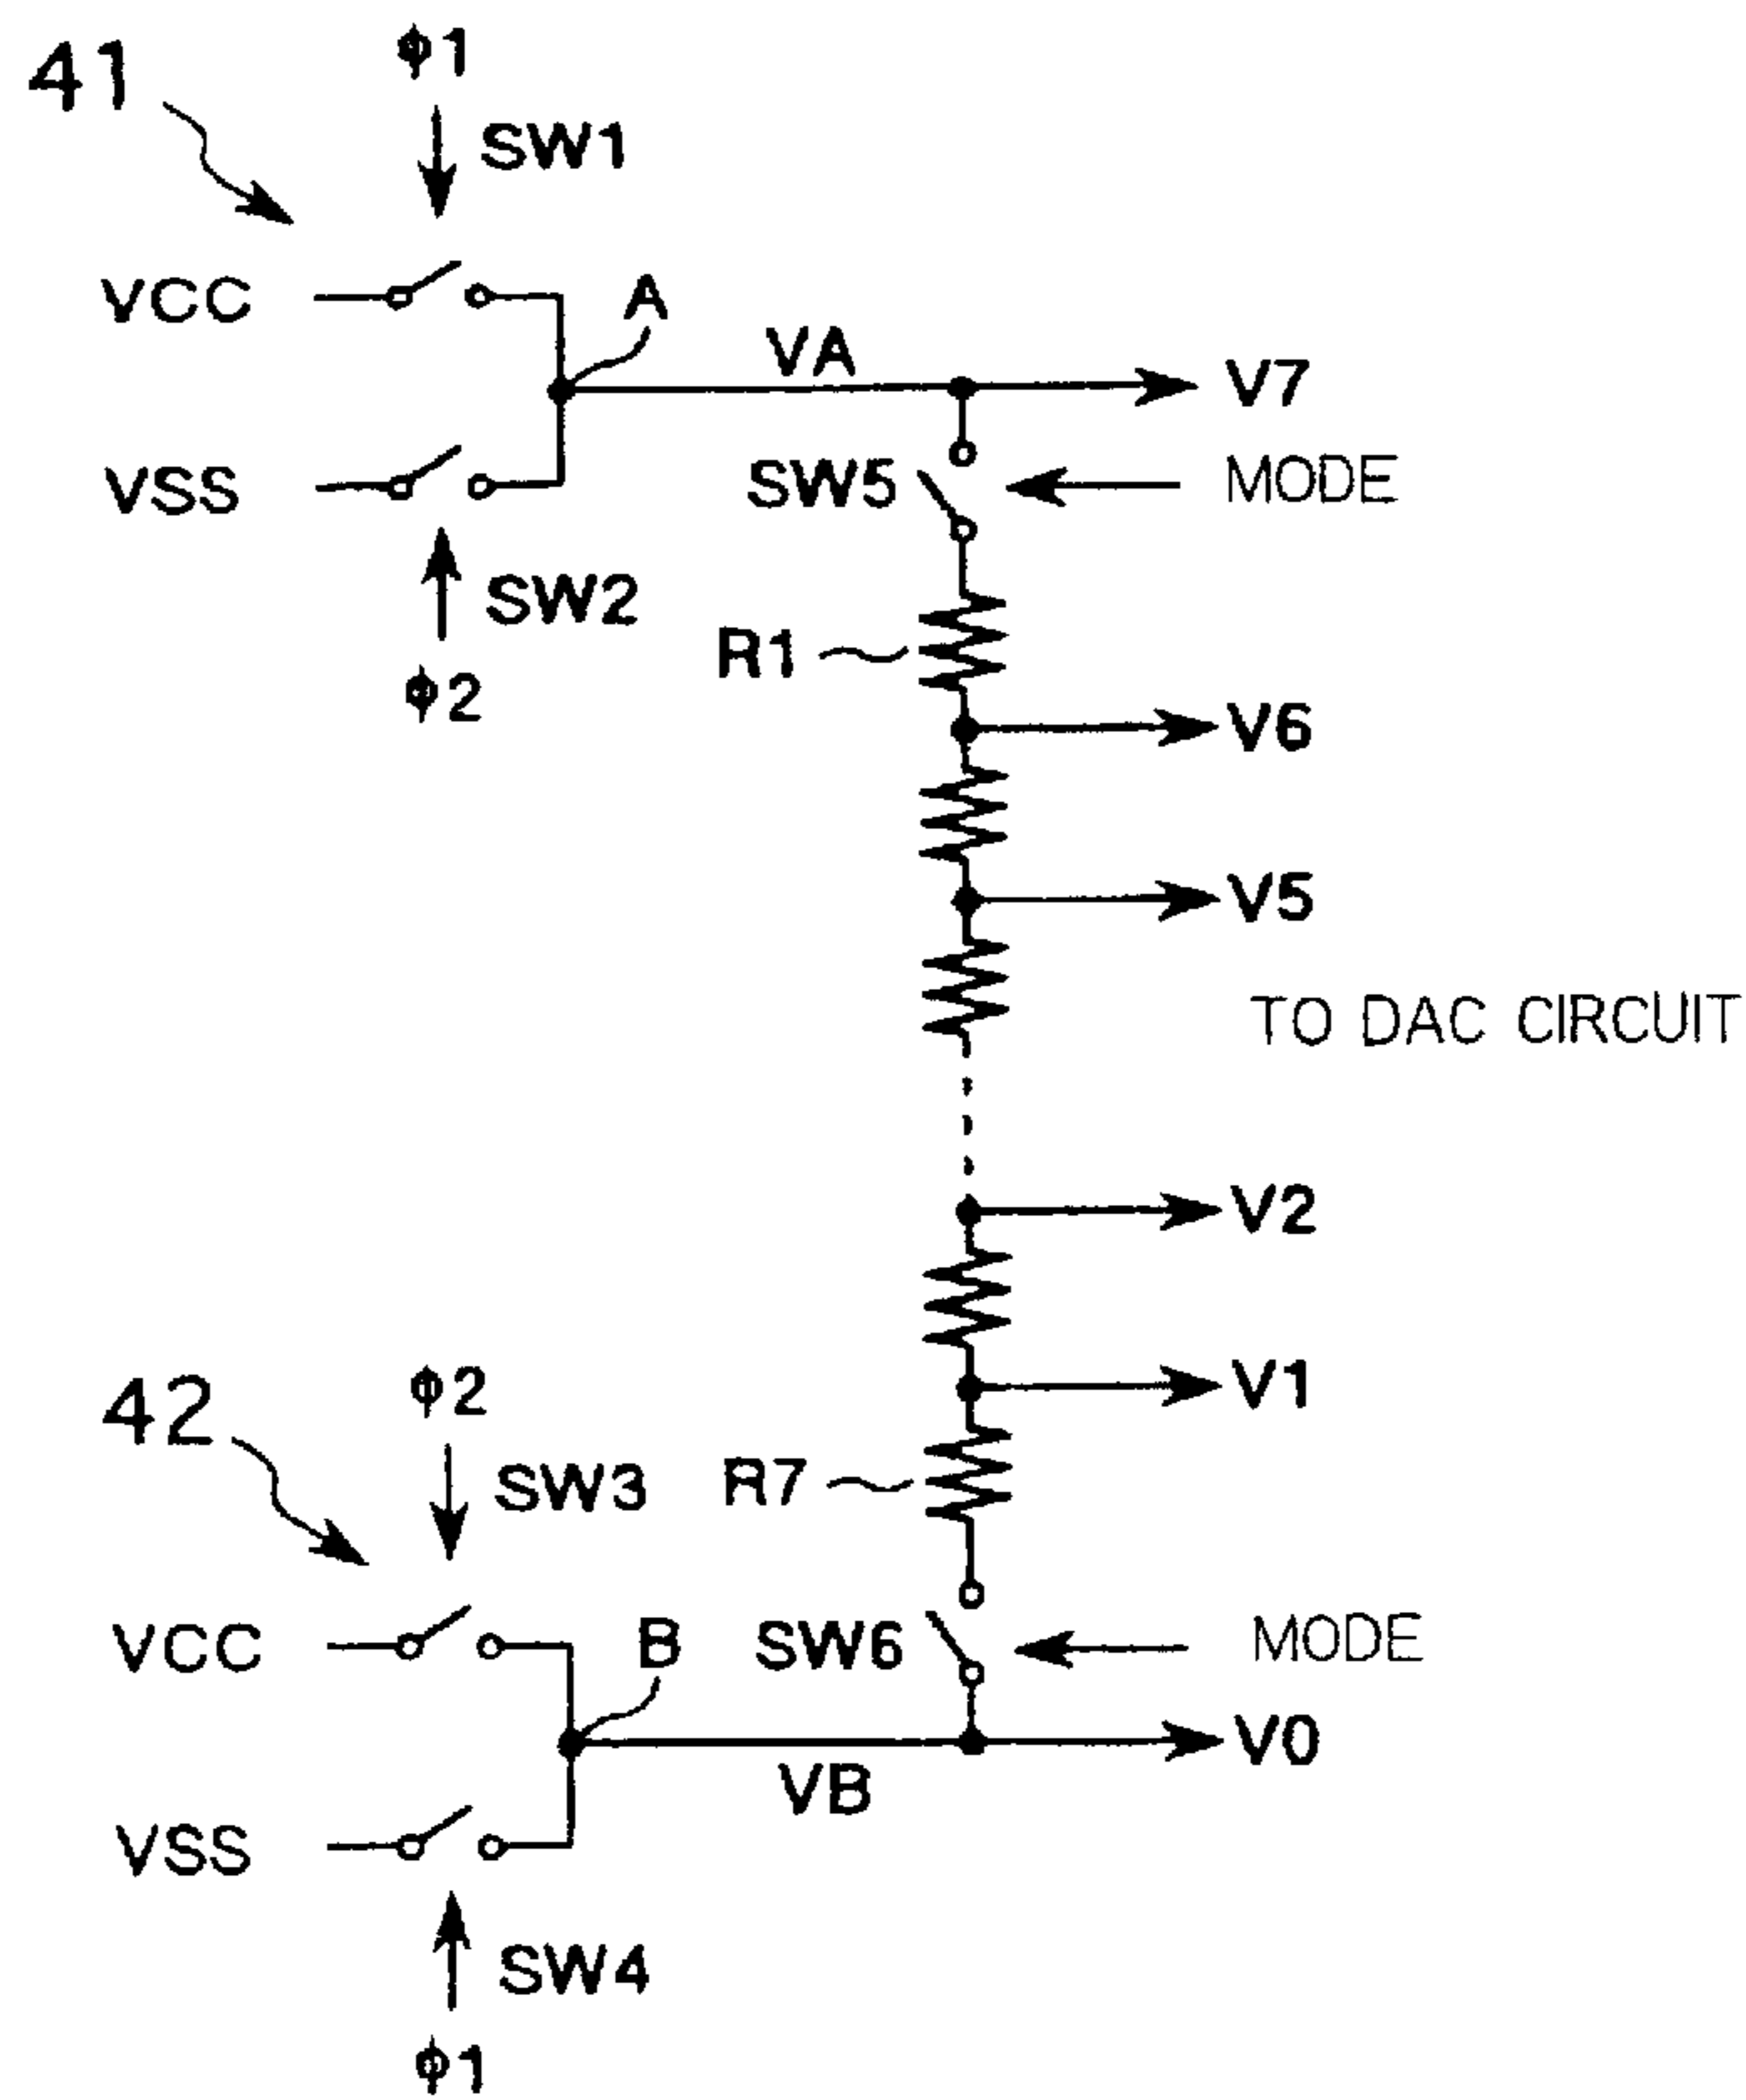 41
φ1
SW1
VCC
A
VA
V7
VSS
SW5
MODE
SW2
φ2
R1
V6
V5
TO DAC CIRCUIT
V2
V1
42
φ2
SW3
R7
VCC
B
SW6
MODE
V0
VB
VSS
SW4
φ1